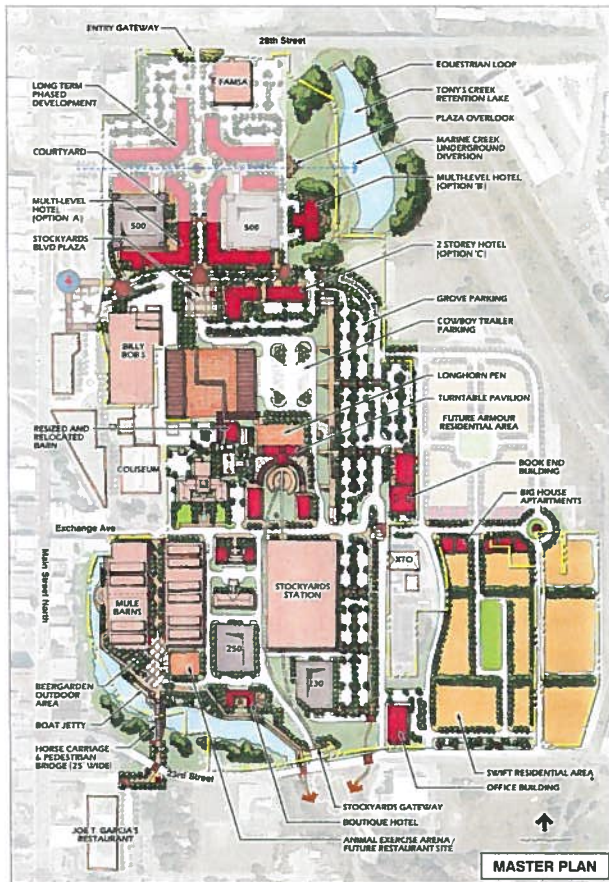 28th Street
ENTRY GATEWAY
FAMSA
EQUESTRIAN LOOP
LONG TERM
PHASED
DEVELOPMENT
TONY'S CREEK
RETENTION LAKE
PLAZA OVERLOOK
COURTYARD
MARINE CREEK
UNDERGROUND
DIVERSION
MULTI-LEVEL
HOTEL
(OPTION A)
MULTI-LEVEL HOTEL
(OPTION 'B')
500
500
STOCKYARDS
BLVD PLAZA
2 STOREY HOTEL
(OPTION 'C')
GROVE PARKING
COWBOY TRAILER
PARKING
BILLY
BOB'S
LONGHORN PEN
TURNTABLE PAVILION
RESIZED AND
RELOCATED
BARN
FUTURE ARMOUR
RESIDENTIAL AREA
COLISEUM
BOOK END
BUILDING
BIG HOUSE
APTARTMENTS
Exchange Ave
Main Street North
XTO
MULE
BARNS
STOCKYARDS
STATION
250
230
BEERGARDEN
OUTDOOR
AREA
BOAT JETTY
HORSE CARRIAGE
& PEDESTRIAN
BRIDGE (25' WIDE)
23rd Street
SWIFT RESIDENTIAL AREA
OFFICE BUILDING
STOCKYARDS GATEWAY
BOUTIQUE HOTEL
JOE T. GARCIA'S
RESTAURANT
ANIMAL EXERCISE ARENA /
FUTURE RESTAURANT SITE
MASTER PLAN